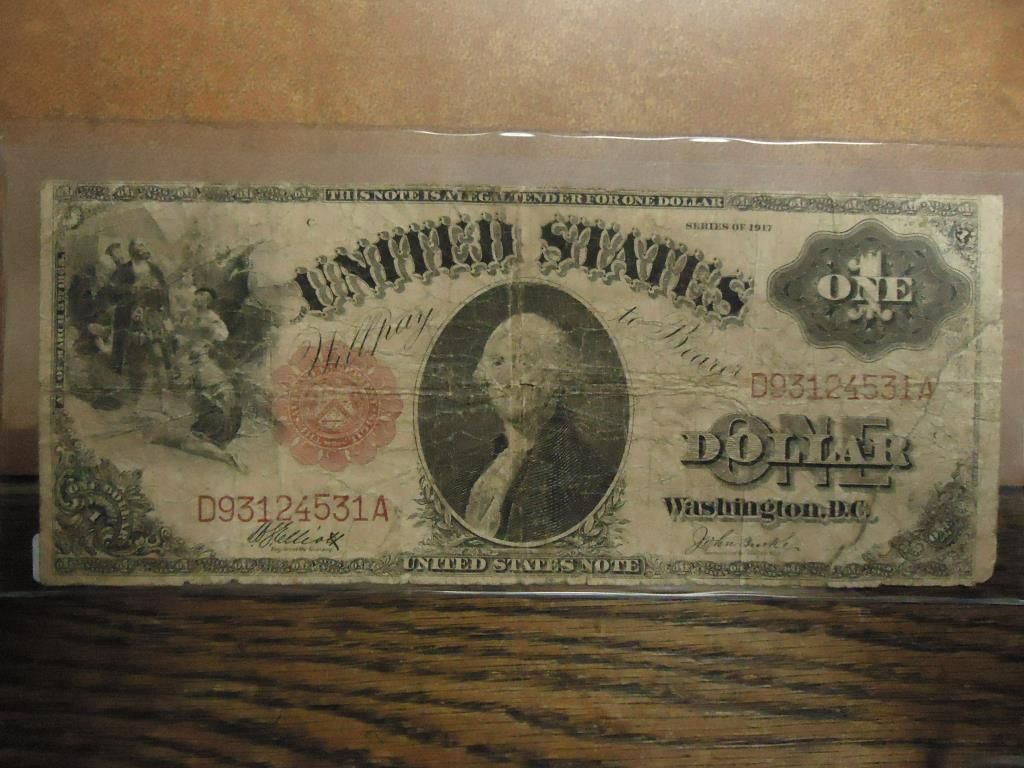 THIS NOTE IS A LEGAL TENDER FOR ONE DOLLAR
SERIES OF 1917
UNITED STATES
ONE
1
Will pay to Bearer
D93124531A
ONE
DOLLAR
Washington, D.C.
D93124531A
UNITED STATES NOTE